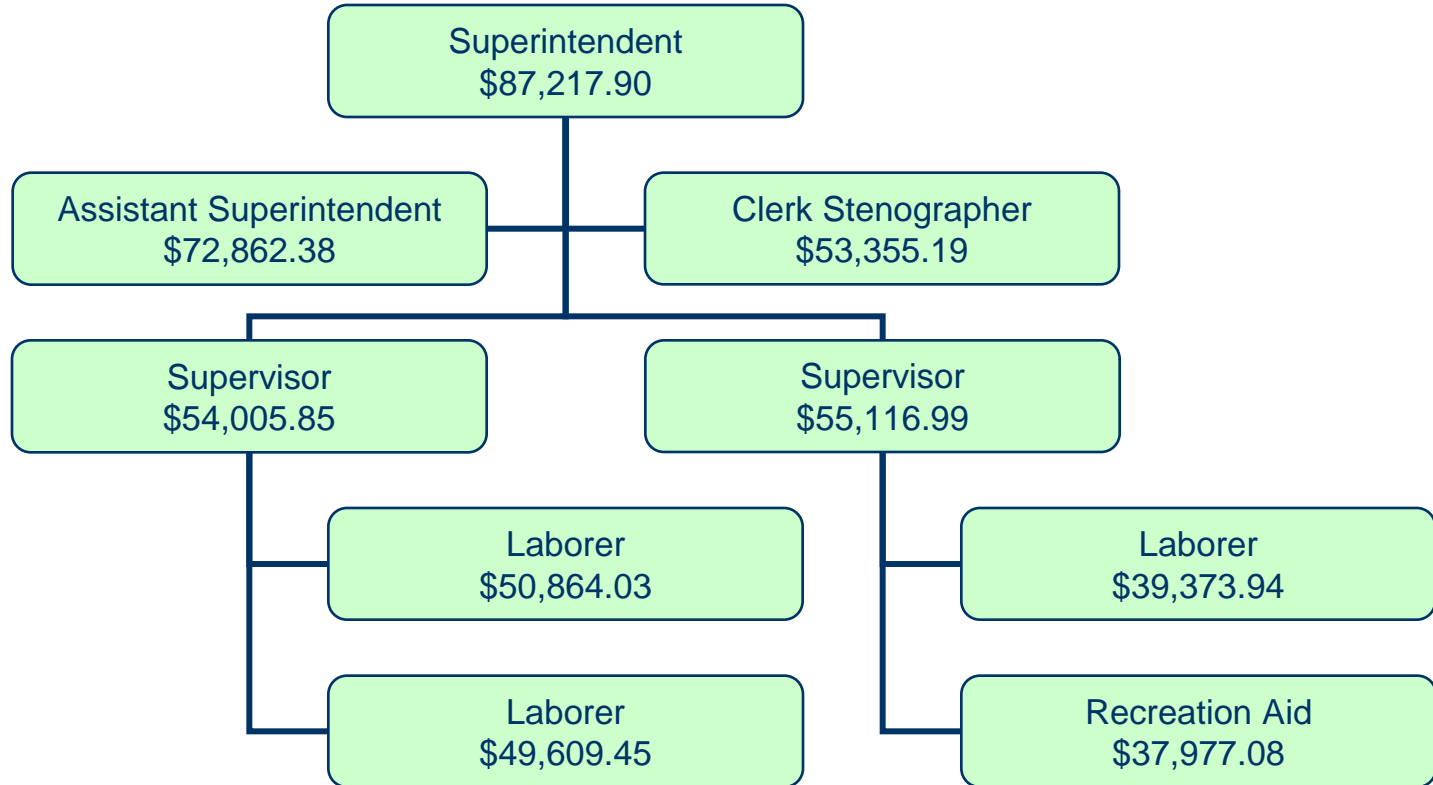 Superintendent
$87,217.90
Assistant Superintendent
$72,862.38
Clerk Stenographer
$53,355.19
Supervisor
$54,005.85
Supervisor
$55,116.99
Laborer
$50,864.03
Laborer
$39,373.94
Laborer
$49,609.45
Recreation Aid
$37,977.08